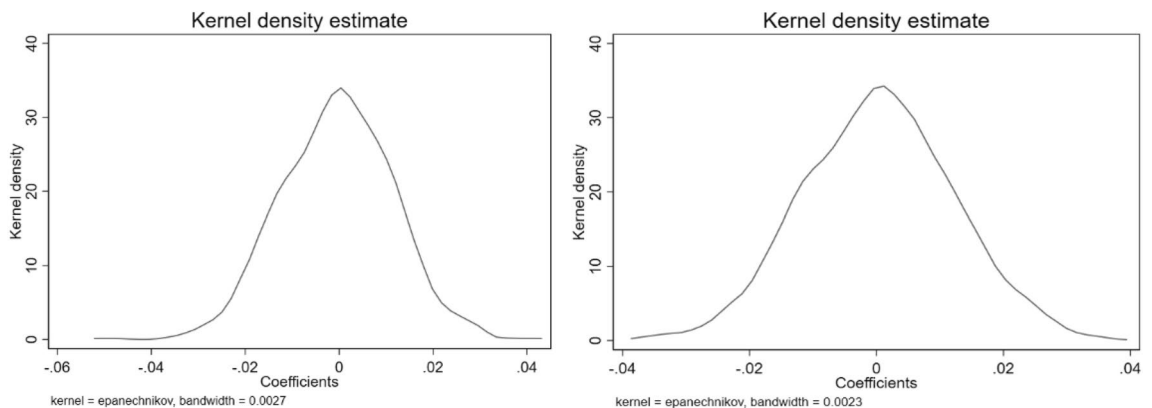 Kernel density estimate
40
30
20
10
0
Kernel density
-.06
-.04
-.02
0
.02
.04
Coefficients
kernel = epanechnikov, bandwidth = 0.0027
Kernel density estimate
40
30
20
10
0
Kernel density
-.04
-.02
0
.02
.04
Coefficients
kernel = epanechnikov, bandwidth = 0.0023